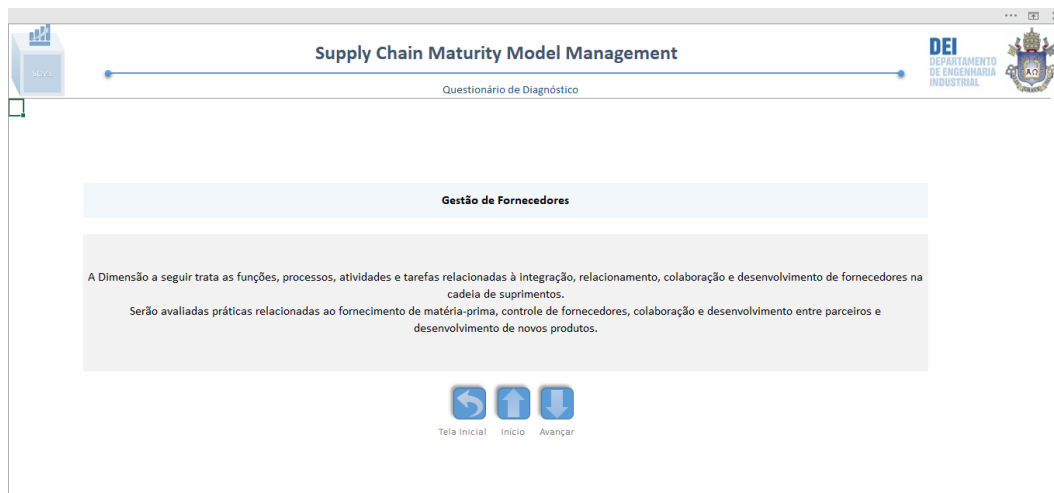 Supply Chain Maturity Model Management
DEI
DEPARTAMENTO
DE ENGENHARIA
INDUSTRIAL
Questionário de Diagnóstico
Gestão de Fornecedores
A Dimensão a seguir trata as funções, processos, atividades e tarefas relacionadas à integração, relacionamento, colaboração e desenvolvimento de fornecedores na
cadeia de suprimentos.
Serão avaliadas práticas relacionadas ao fornecimento de matéria-prima, controle de fornecedores, colaboração e desenvolvimento entre parceiros e
desenvolvimento de novos produtos.
Tela Inicial Início Avançar